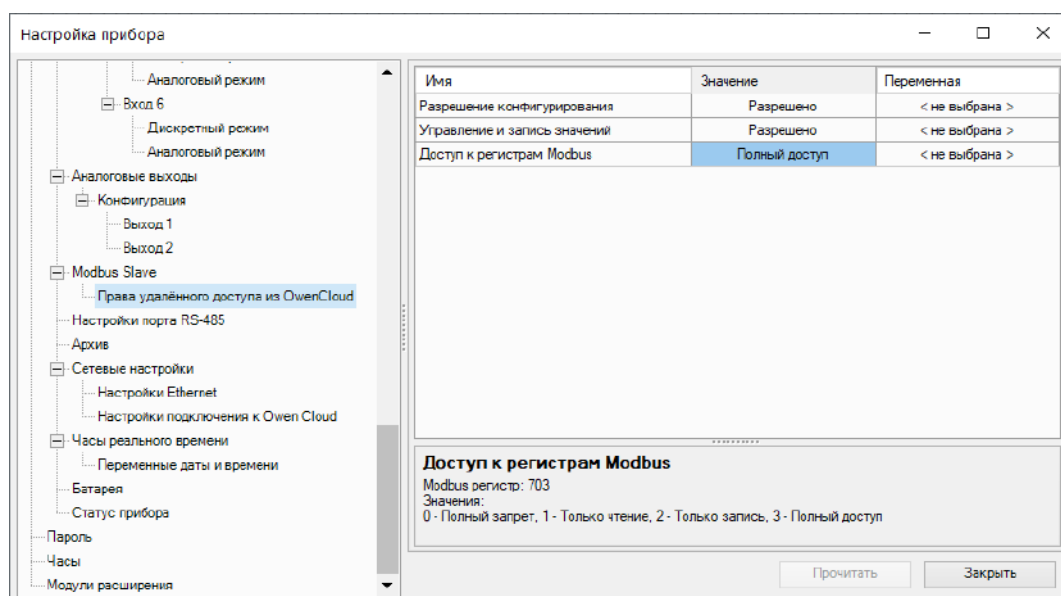 Настройка прибора
Аналоговый режим
Вход 6
Дискретный режим
Аналоговый режим
Аналоговые выходы
Конфигурация
Выход 1
Выход 2
Modbus Slave
Права удалённого доступа из OwenCloud
Настройки порта RS-485
Архив
Сетевые настройки
Настройки Ethernet
Настройки подключения к Owen Cloud
Часы реального времени
Переменные даты и времени
Батарея
Статус прибора
Пароль
Часы
Модули расширения
Имя Значение Переменная
Разрешение конфигурирования Разрешено < не выбрана >
Управление и запись значений Разрешено < не выбрана >
Доступ к регистрам Modbus Полный доступ < не выбрана >
Доступ к регистрам Modbus
Modbus регистр: 703
Значения:
0 - Полный запрет, 1 - Только чтение, 2 - Только запись, 3 - Полный доступ
Прочитать Закрыть